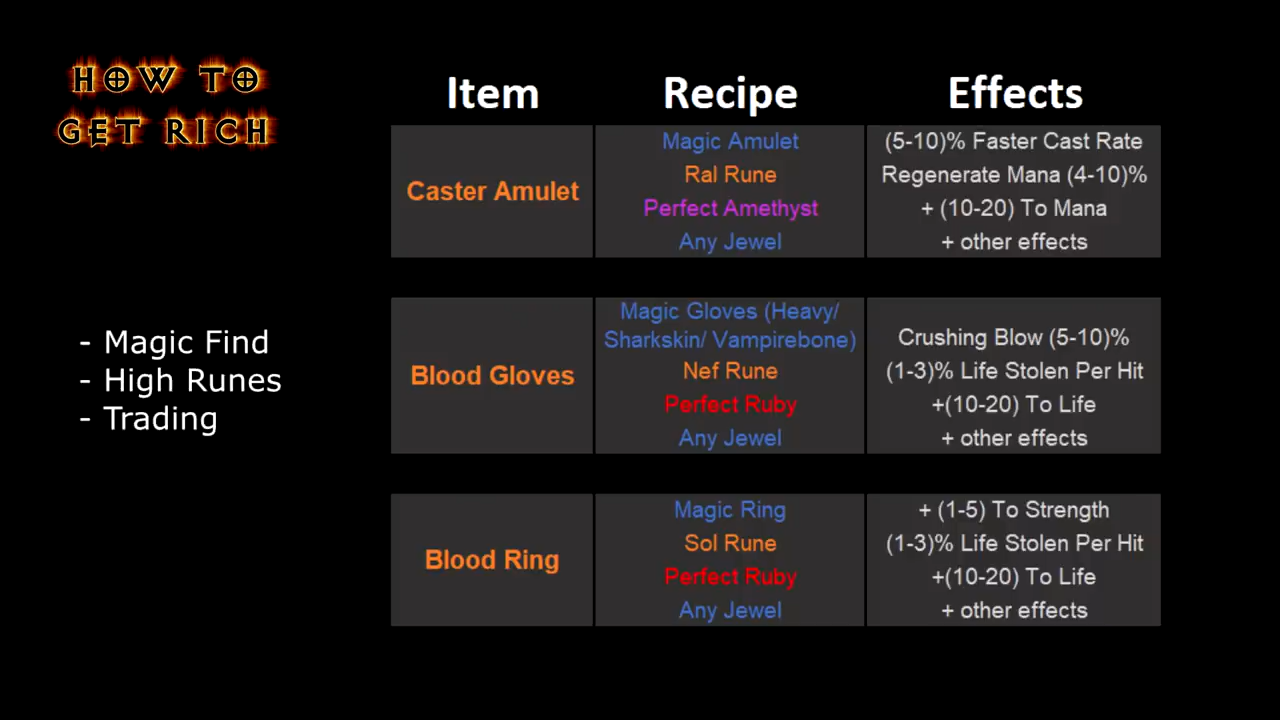 HOW TO
GET RICH
- Magic Find
- High Runes
- Trading
Item Recipe Effects
Caster Amulet
Magic Amulet
Ral Rune
Perfect Amethyst
Any Jewel
(5-10)% Faster Cast Rate
Regenerate Mana (4-10)%
+ (10-20) To Mana
+ other effects
Blood Gloves
Magic Gloves (Heavy/
Sharkskin/ Vampirebone)
Nef Rune
Perfect Ruby
Any Jewel
Crushing Blow (5-10)%
(1-3)% Life Stolen Per Hit
+(10-20) To Life
+ other effects
Blood Ring
Magic Ring
Sol Rune
Perfect Ruby
Any Jewel
+ (1-5) To Strength
(1-3)% Life Stolen Per Hit
+(10-20) To Life
+ other effects